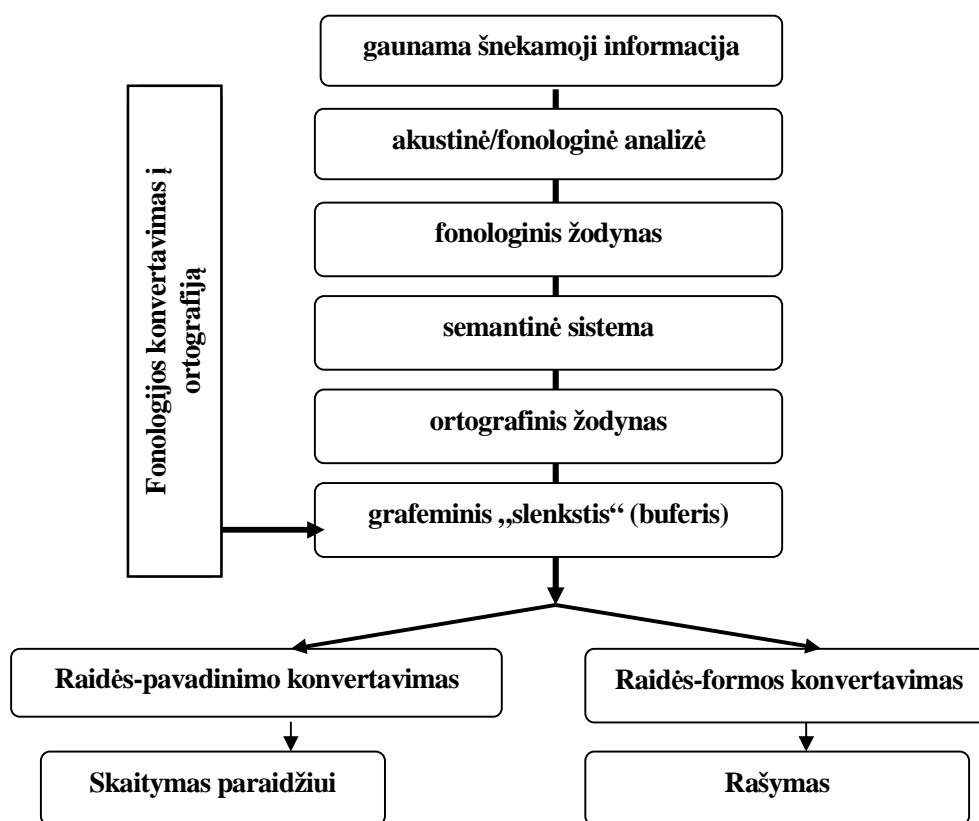 gaunama šnekamoji informacija
akustinė/fonologinė analizė
fonologinis žodynas
semantinė sistema
ortografinis žodynas
grafeminis „slenkstis“ (buferis)
Fonologijos konvertavimas į
ortografiją
Raidės-pavadinimo konvertavimas
Raidės-formos konvertavimas
Skaitymas paraidžiui
Rašymas